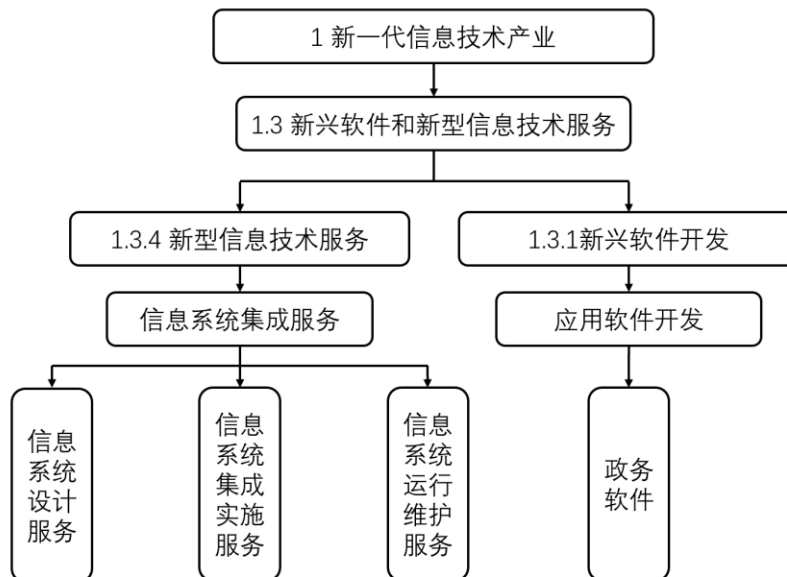 1 新一代信息技术产业
1.3 新兴软件和新型信息技术服务
1.3.4 新型信息技术服务
1.3.1新兴软件开发
信息系统集成服务
应用软件开发
信息
系统
设计
服务
信息
系统
集成
实施
服务
信息
系统
运行
维护
服务
政务
软件